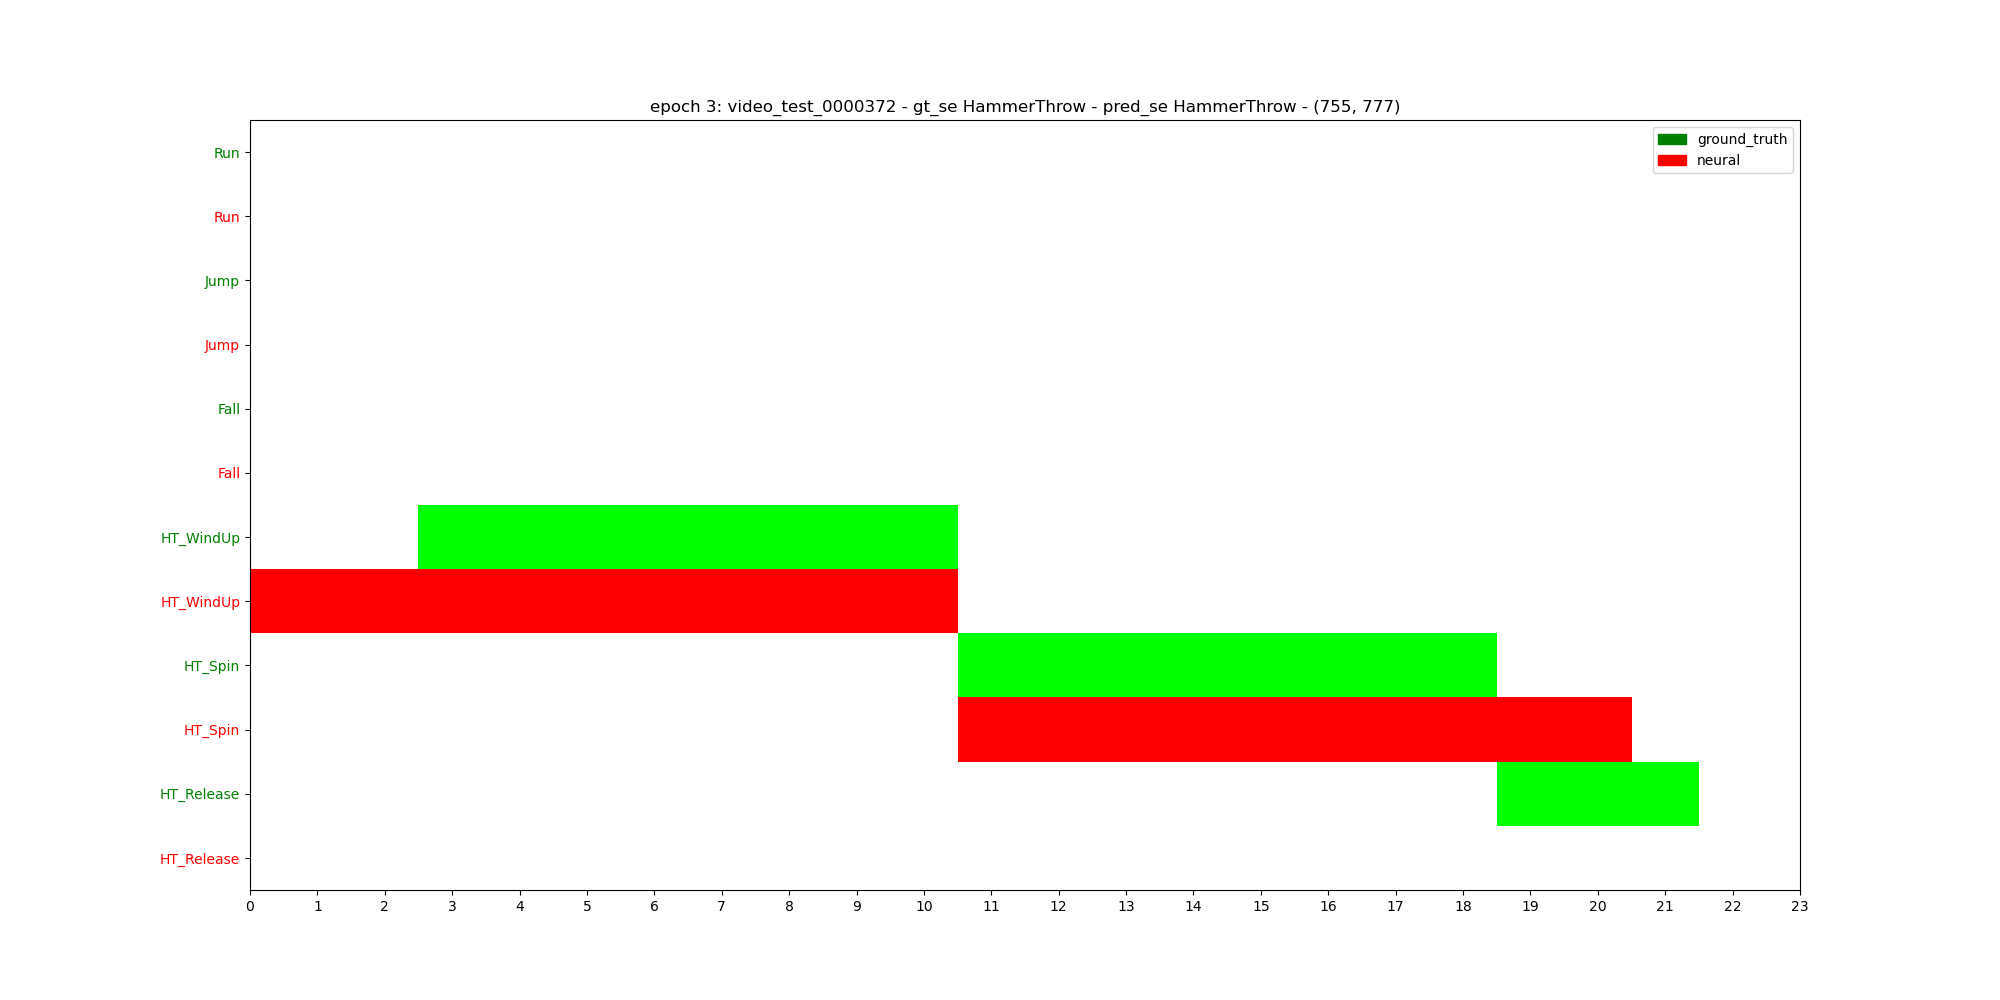 epoch 3: video_test_0000372 - gt_se HammerThrow - pred_se HammerThrow - (755, 777)
ground_truth
neural
Run
Run
Jump
Jump
Fall
Fall
HT_WindUp
HT_WindUp
HT_Spin
HT_Spin
HT_Release
HT_Release
0 1 2 3 4 5 6 7 8 9 10 11 12 13 14 15 16 17 18 19 20 21 22 23